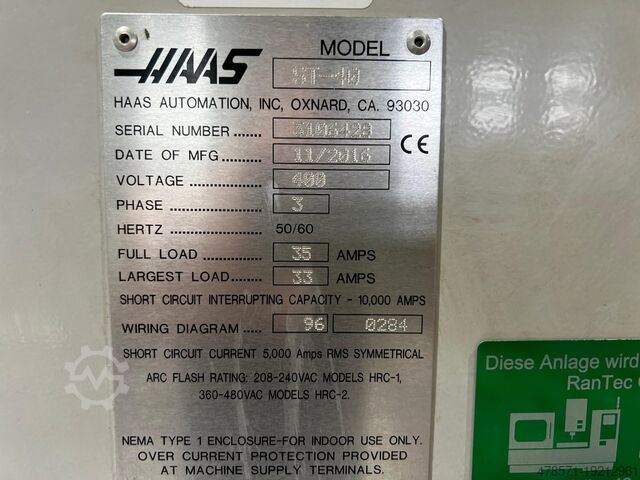 HAAS
MODEL
ST-40
HAAS AUTOMATION, INC, OXNARD, CA. 93030
SERIAL NUMBER ....... 3106428
DATE OF MFG ............ 11/2016
VOLTAGE .................... 400
PHASE ........................ 3
HERTZ 50/60
FULL LOAD ................ 35 AMPS
LARGEST LOAD ......... 33 AMPS
SHORT CIRCUIT INTERRUPTING CAPACITY - 10,000 AMPS
WIRING DIAGRAM ............ 96 0284
SHORT CIRCUIT CURRENT 5,000 Amps RMS SYMMETRICAL
ARC FLASH RATING: 208-240VAC MODELS HRC-1,
360-480VAC MODELS HRC-2.
NEMA TYPE 1 ENCLOSURE-FOR INDOOR USE ONLY.
OVER CURRENT PROTECTION PROVIDED
AT MACHINE SUPPLY TERMINALS.
CE
Diese Anlage wird
RanTec
478571-19212961